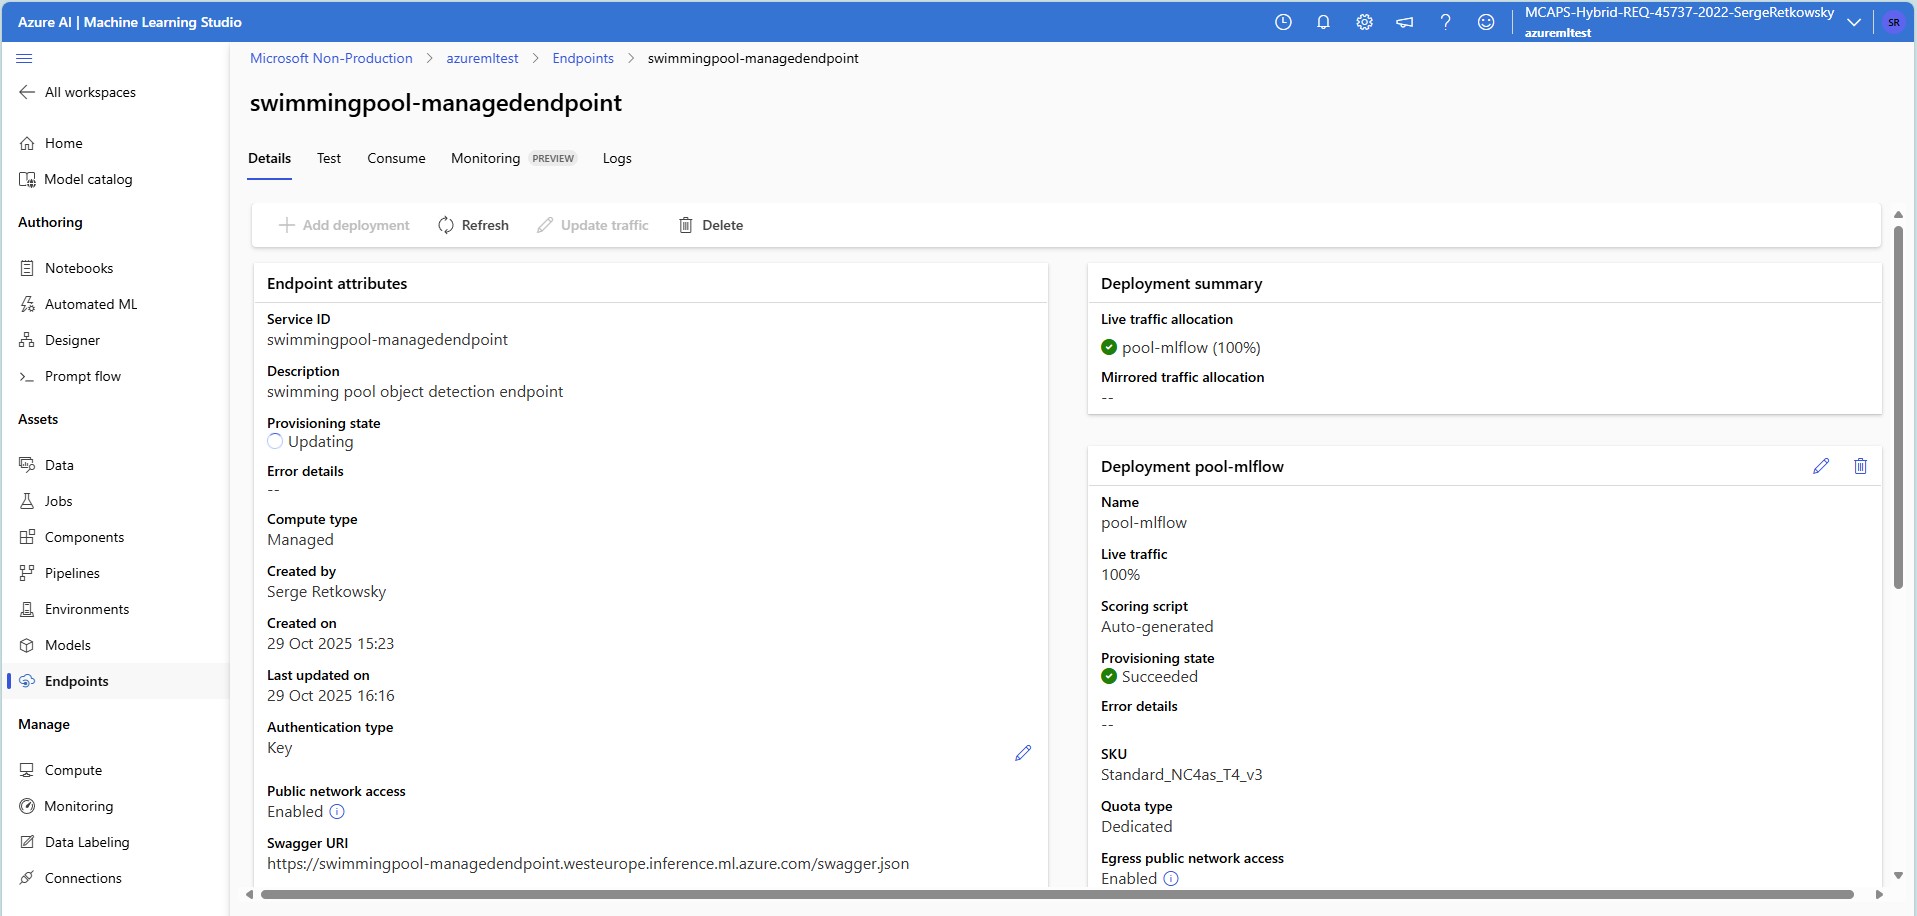 Azure AI | Machine Learning Studio
MCAPS-Hybrid-REQ-45737-2022-SergeRetkowsky
azuremltest
SR
All workspaces
Home
Model catalog
Authoring
Notebooks
Automated ML
Designer
Prompt flow
Assets
Data
Jobs
Components
Pipelines
Environments
Models
Endpoints
Manage
Compute
Monitoring
Data Labeling
Connections
Microsoft Non-Production > azuremltest > Endpoints > swimmingpool-managedendpoint
swimmingpool-managedendpoint
Details Test Consume Monitoring PREVIEW Logs
Add deployment Refresh Update traffic Delete
Endpoint attributes
Service ID
swimmingpool-managedendpoint
Description
swimming pool object detection endpoint
Provisioning state
Updating
Error details
--
Compute type
Managed
Created by
Serge Retkowsky
Created on
29 Oct 2025 15:23
Last updated on
29 Oct 2025 16:16
Authentication type
Key
Public network access
Enabled
Swagger URI
https://swimmingpool-managedendpoint.westeurope.inference.ml.azure.com/swagger.json
Deployment summary
Live traffic allocation
pool-mlflow (100%)
Mirrored traffic allocation
--
Deployment pool-mlflow
Name
pool-mlflow
Live traffic
100%
Scoring script
Auto-generated
Provisioning state
Succeeded
Error details
--
SKU
Standard_NC4as_T4_v3
Quota type
Dedicated
Egress public network access
Enabled